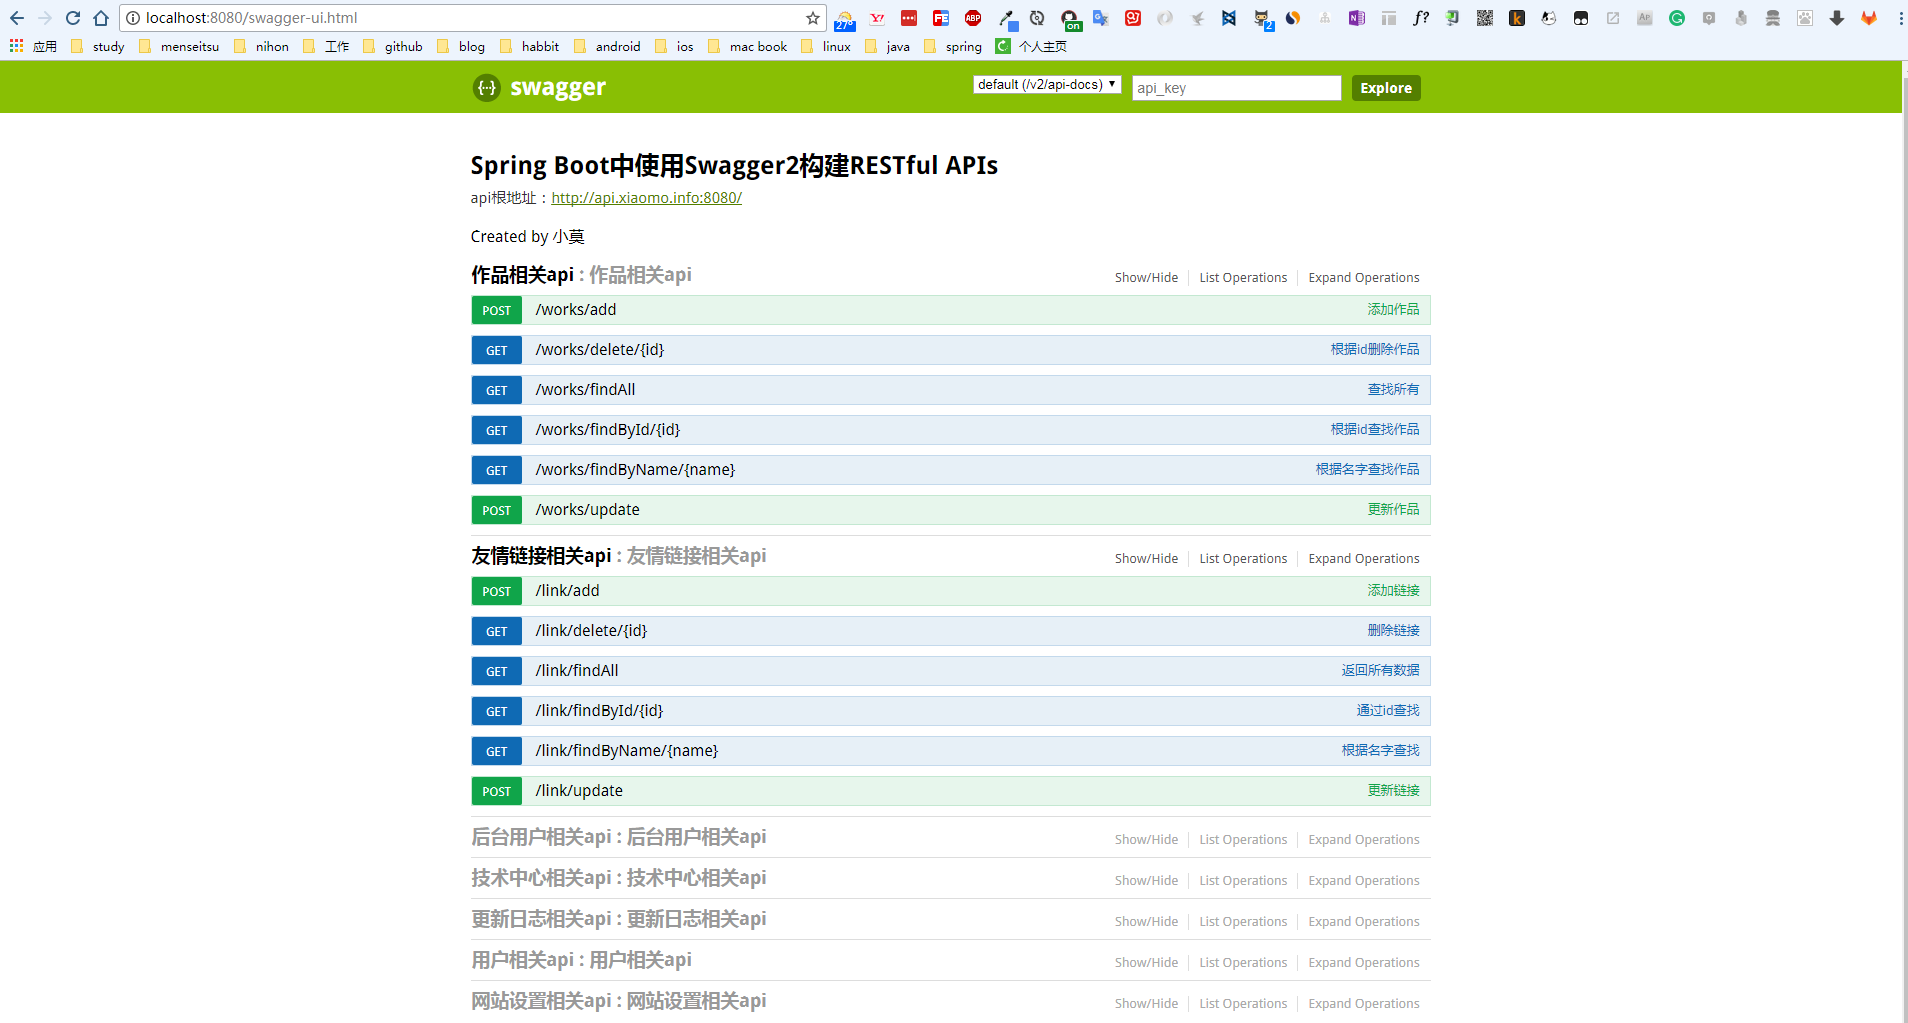 localhost:8080/swagger-ui.html
27°
FE
ABP
on
2
f?
k
应用 study menseitsu nihon 工作 github blog habbit android ios mac book linux java spring 个人主页
{···} swagger default (/v2/api-docs) api_key Explore
Spring Boot中使用Swagger2构建RESTful APIs
api根地址：http://api.xiaomo.info:8080/
Created by 小莫
作品相关api : 作品相关api Show/Hide List Operations Expand Operations
POST /works/add 添加作品
GET /works/delete/{id} 根据id删除作品
GET /works/findAll 查找所有
GET /works/findById/{id} 根据id查找作品
GET /works/findByName/{name} 根据名字查找作品
POST /works/update 更新作品
友情链接相关api : 友情链接相关api Show/Hide List Operations Expand Operations
POST /link/add 添加链接
GET /link/delete/{id} 删除链接
GET /link/findAll 返回所有数据
GET /link/findById/{id} 通过id查找
GET /link/findByName/{name} 根据名字查找
POST /link/update 更新链接
后台用户相关api : 后台用户相关api Show/Hide List Operations Expand Operations
技术中心相关api : 技术中心相关api Show/Hide List Operations Expand Operations
更新日志相关api : 更新日志相关api Show/Hide List Operations Expand Operations
用户相关api : 用户相关api Show/Hide List Operations Expand Operations
网站设置相关api : 网站设置相关api Show/Hide List Operations Expand Operations